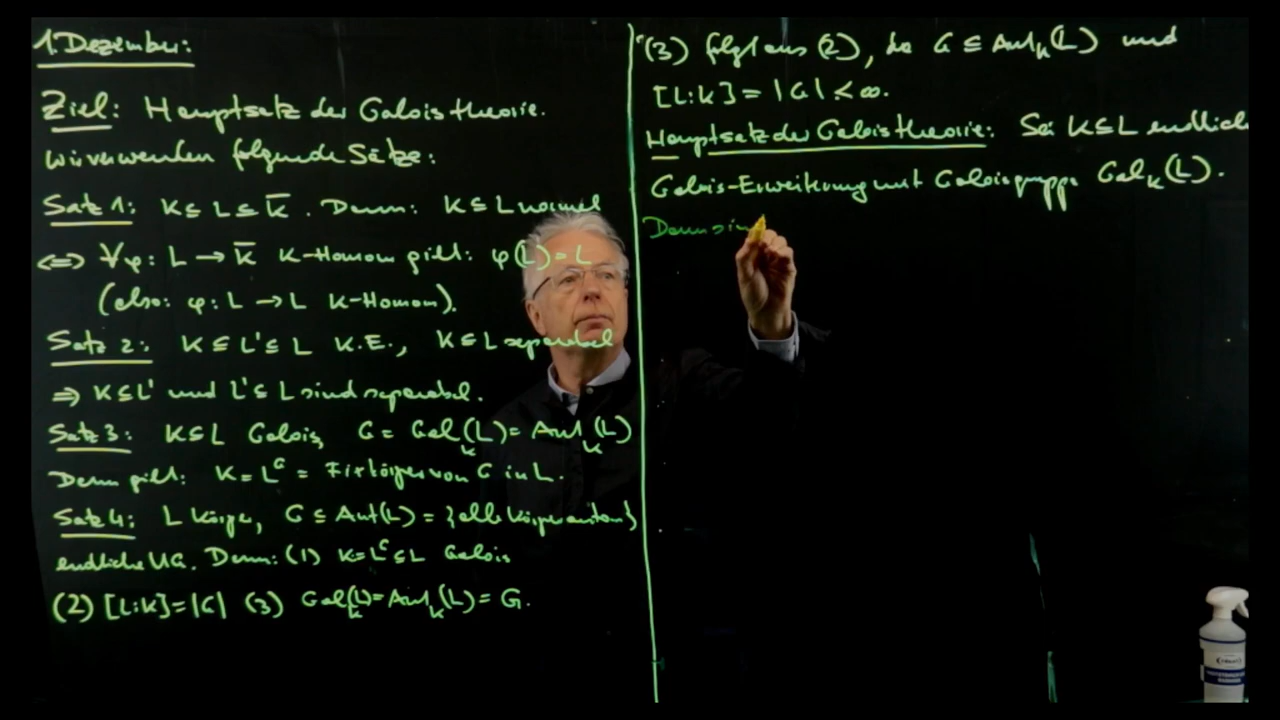 1. Dezember:
Ziel: Hauptsatz der Galoistheorie.
Wir verwenden folgende Sätze:
Satz 1: K ⊆ L ⊆ K̅. Dann: K ⊆ L normal
⇔ ∀φ: L → K̅ K-Homom gilt: φ(L) = L
(also: φ: L → L K-Homom).
Satz 2: K ⊆ L' ⊆ L K.E., K ⊆ L separabel
⇒ K ⊆ L' und L' ⊆ L sind separabel.
Satz 3: K ⊆ L Galois, G = Gal_K(L) = Aut_K(L)
Dann gilt: K = L^G = Fixkörper von G in L.
Satz 4: L Körper, G ⊆ Aut(L) = {alle Körperautom}
endliche UG. Dann: (1) K = L^G ⊆ L Galois
(2) [L:K] = |G| (3) Gal_K(L) = Aut_K(L) = G.
(3) folgt aus (2), da G ⊆ Aut_K(L) und
[L:K] = |G| < ∞.
Hauptsatz der Galoistheorie: Sei K ⊆ L endliche
Galois-Erweiterung mit Galoisgruppe Gal_K(L).
Dann sin